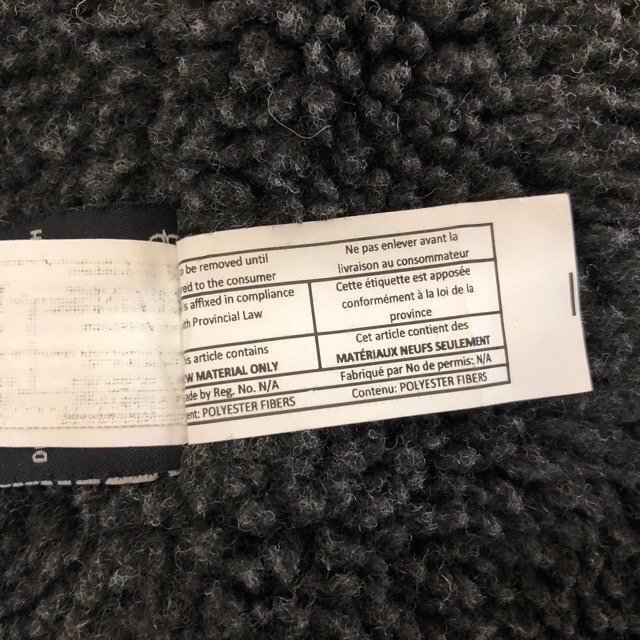 o be removed until
red to the consumer
Ne pas enlever avant la
livraison au consommateur
s affixed in compliance
th Provincial Law
Cette étiquette est apposée
conformément à la loi de la
province
is article contains
W MATERIAL ONLY
Cet article contient des
MATÉRIAUX NEUFS SEULEMENT
ade by Reg. No. N/A
Fabriqué par No de permis: N/A
ent: POLYESTER FIBERS
Contenu: POLYESTER FIBERS
D